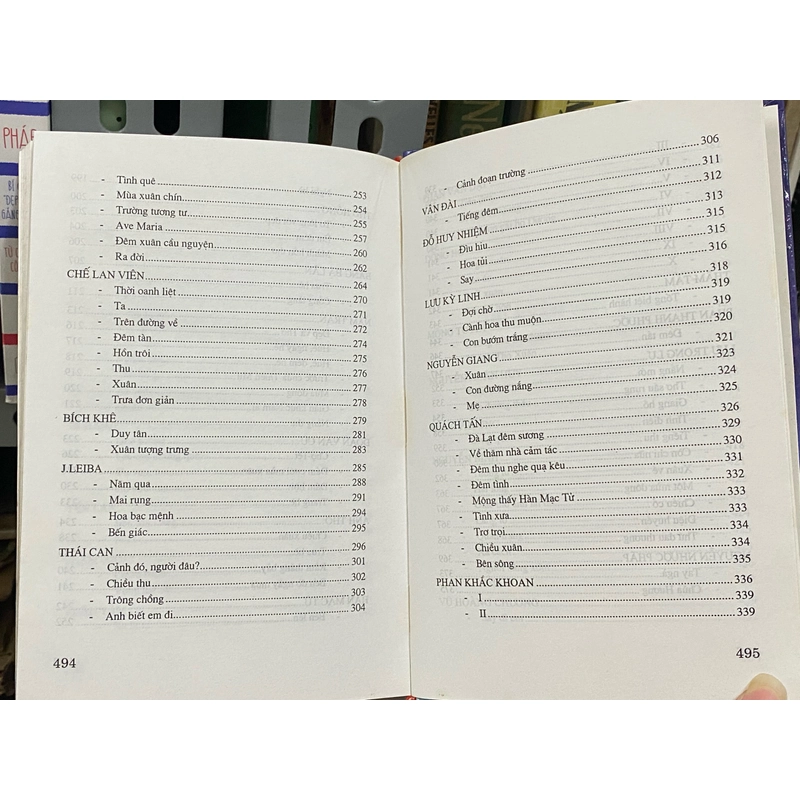 - Tình quê 253
- Mùa xuân chín 254
- Trường tương tư 255
- Ave Maria 257
- Đêm xuân cầu nguyện 260
- Ra đời 262
CHẾ LAN VIÊN 264
- Thời oanh liệt 270
- Ta 271
- Trên đường về 272
- Đêm tàn 274
- Hồn trôi 275
- Thu 276
- Xuân 277
- Trưa đơn giản 278
BÍCH KHÊ 279
- Duy tân 281
- Xuân tượng trưng 283
J.LEIBA 285
- Năm qua 288
- Mai rụng 291
- Hoa bạc mệnh 294
- Bến giác 295
THÁI CAN 296
- Cảnh đó, người đâu? 301
- Chiều thu 302
- Trông chồng 303
- Anh biết em đi 304
494
- Cảnh đoạn trường 306
VÂN ĐÀI 311
- Tiếng đêm 312
ĐỖ HUY NHIỆM 313
- Đìu hiu 315
- Hoa tủi 315
- Say 316
LƯU KỲ LINH 318
- Đợi chờ 319
- Cành hoa thu muộn 319
- Con bướm trắng 320
NGUYỄN GIANG 321
- Xuân 323
- Con đường nắng 324
- Mẹ 325
QUÁCH TẤN 326
- Đà Lạt đêm sương 329
- Về thăm nhà cảm tác 330
- Đêm thu nghe quạ kêu 331
- Đêm tình 332
- Mộng thấy Hàn Mạc Tử 333
- Tình xưa 333
- Trơ trọi 334
- Chiều xuân 334
- Bên sông 335
PHAN KHẮC KHOAN 336
- I 339
- II 339
495